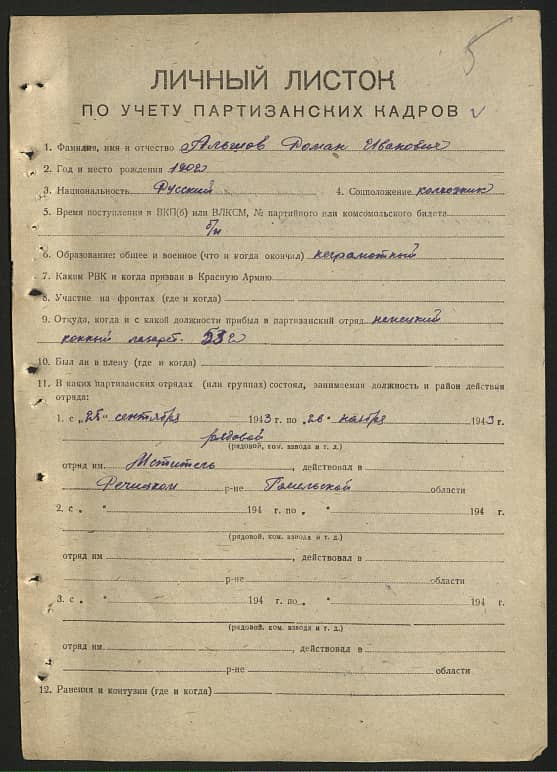 5
ЛИЧНЫЙ ЛИСТОК
ПО УЧЕТУ ПАРТИЗАНСКИХ КАДРОВ
1. Фамилия, имя и отчество Альшов Роман Иванович
2. Год и место рождения 1902
3. Национальность Русский 4. Соцположение колхозник
5. Время поступления в ВКП(б) или ВЛКСМ, № партийного или комсомольского билета
б/п
6. Образование: общее и военное (что и когда окончил) неграмотный
7. Каким РВК и когда призван в Красную Армию
8. Участие на фронтах (где и когда)
9. Откуда, когда и с какой должности прибыл в партизанский отряд немецкий
конный лазарет.
10. Был ли в плену (где и когда)
11. В каких партизанских отрядах (или группах) состоял, занимаемая должность и район действия
отряда:
1. с „25“ сентября 1943 г. по „26“ ноября 1943 г.
рядовой
(рядовой, ком. взвода и т. д.)
отряд им. Мститель, действовал в
Речицком р-не Гомельской области
2. с „ “ 194 г. по „ “ 194 г.
(рядовой, ком. взвода и т. д.)
отряд им , действовал в
р-не области
3. с „ “ 194 г. по „ “ 194 г.
(рядовой, ком. взвода и т. д.)
отряд им , действовал в
р-не области
12. Ранения и контузии (где и когда)